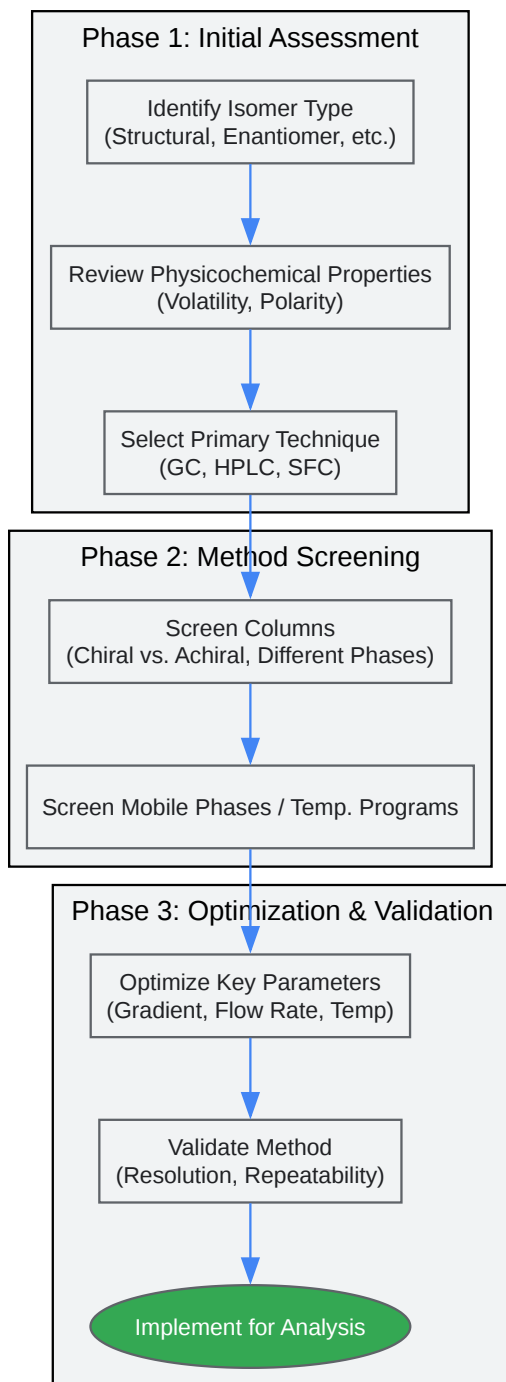 Phase 1: Initial Assessment
Identify Isomer Type
(Structural, Enantiomer, etc.)
Review Physicochemical Properties
(Volatility, Polarity)
Select Primary Technique
(GC, HPLC, SFC)
Phase 2: Method Screening
Screen Columns
(Chiral vs. Achiral, Different Phases)
Screen Mobile Phases / Temp. Programs
Phase 3: Optimization & Validation
Optimize Key Parameters
(Gradient, Flow Rate, Temp)
Validate Method
(Resolution, Repeatability)
Implement for Analysis